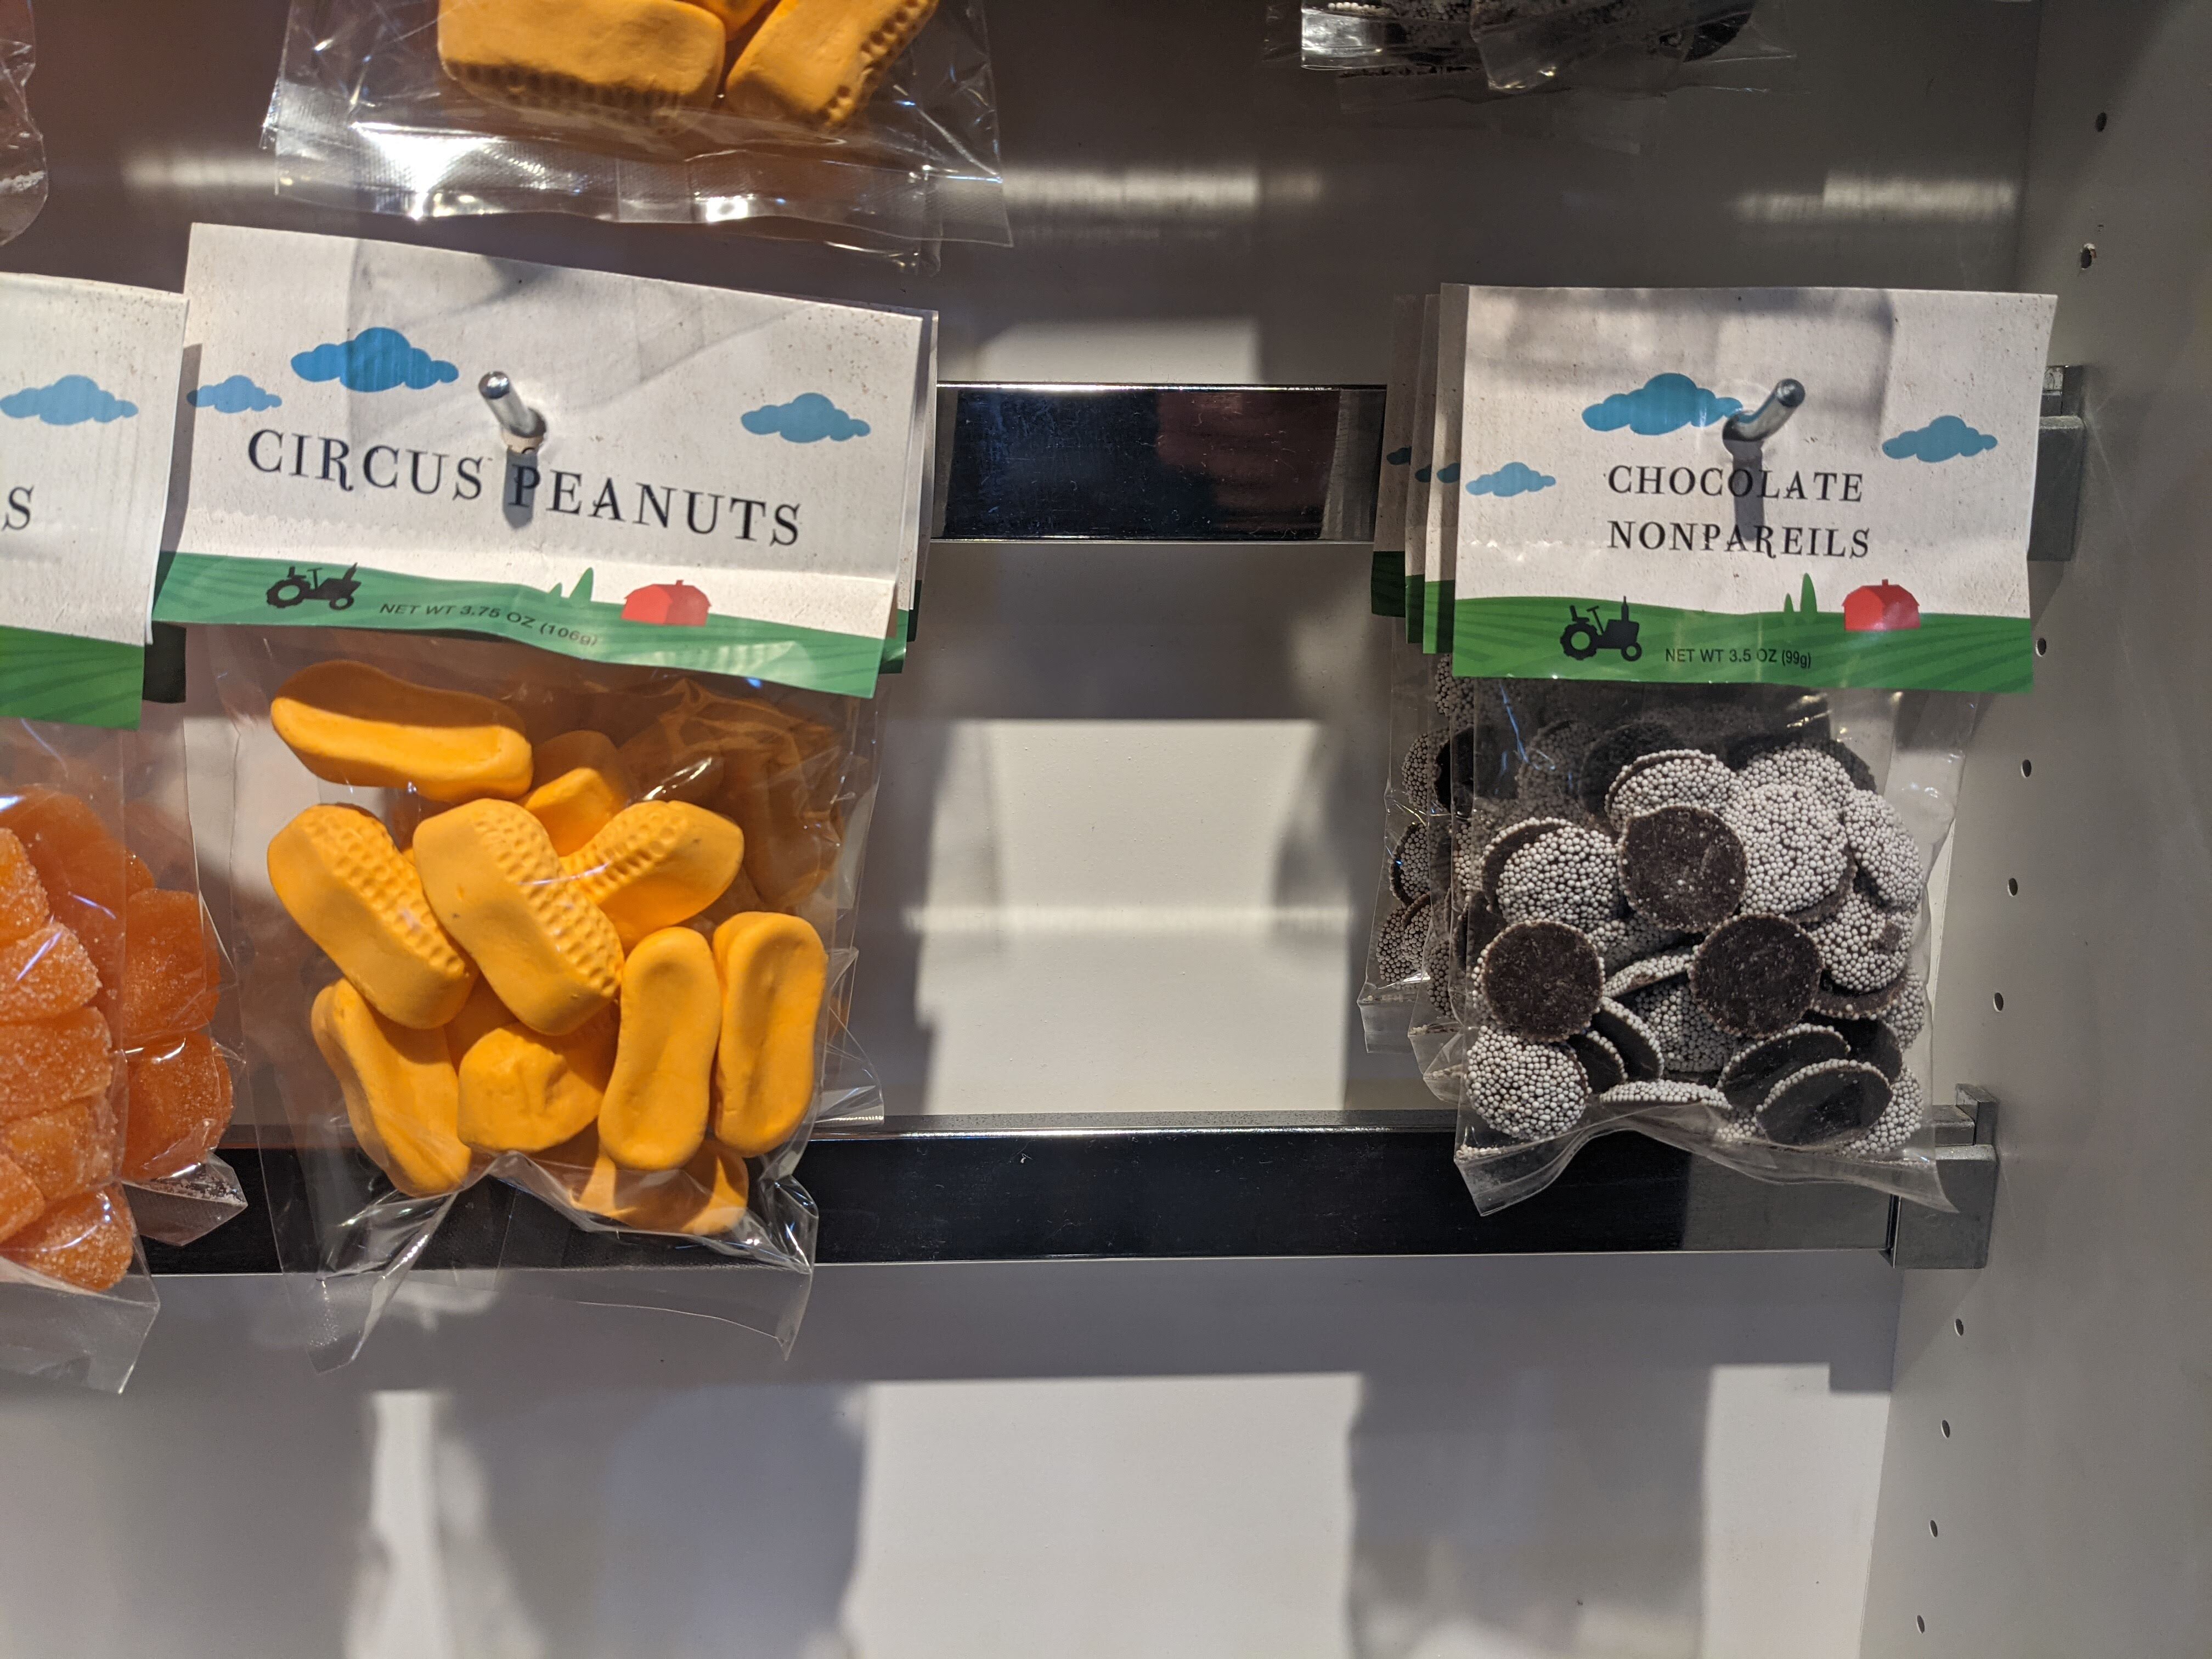 S
CIRCUS PEANUTS
NET WT 3.75 OZ (106g)
CHOCOLATE
NONPAREILS
NET WT 3.5 OZ (99g)